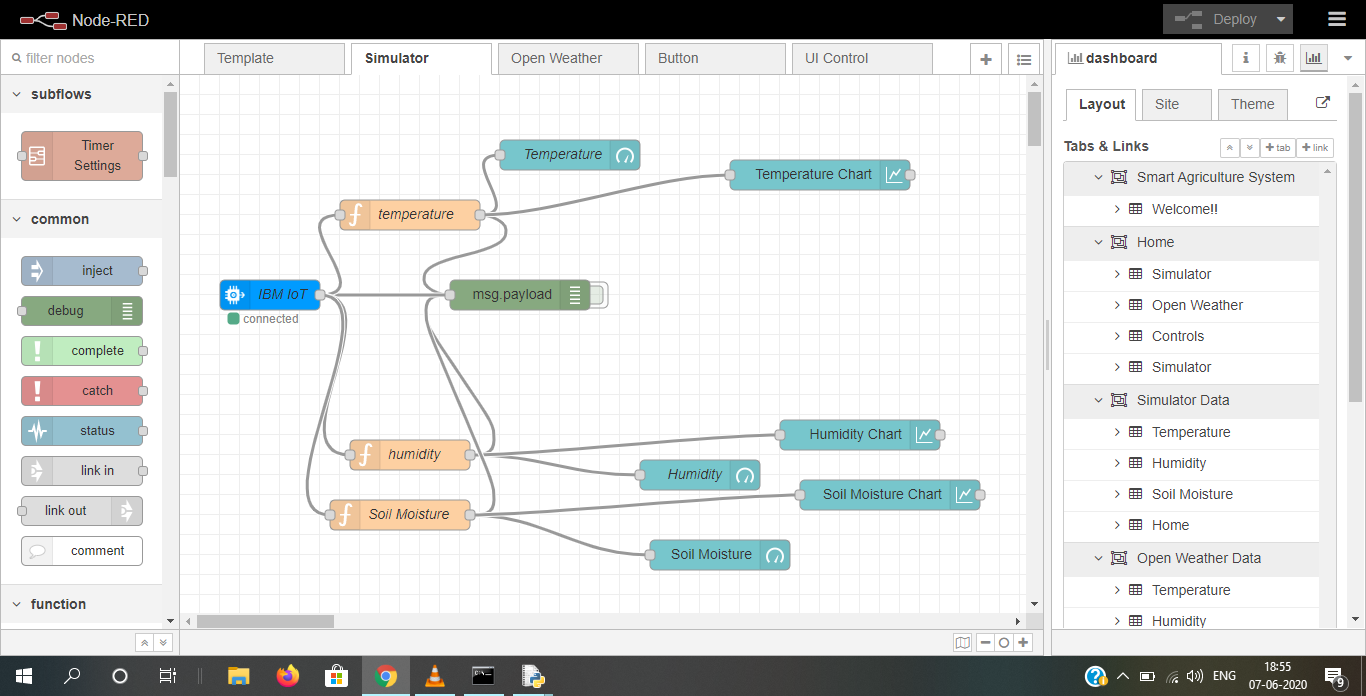 Node-RED
Deploy
filter nodes
Template
Simulator
Open Weather
Button
UI Control
dashboard
subflows
Timer
Settings
common
inject
debug
complete
catch
status
link in
link out
comment
function
Temperature
Temperature Chart
temperature
IBM IoT
connected
msg.payload
humidity
Humidity Chart
Humidity
Soil Moisture
Soil Moisture Chart
Soil Moisture
Layout
Site
Theme
Tabs & Links
tab
link
Smart Agriculture System
Welcome!!
Home
Simulator
Open Weather
Controls
Simulator
Simulator Data
Temperature
Humidity
Soil Moisture
Home
Open Weather Data
Temperature
Humidity
ENG
18:55
07-06-2020
9